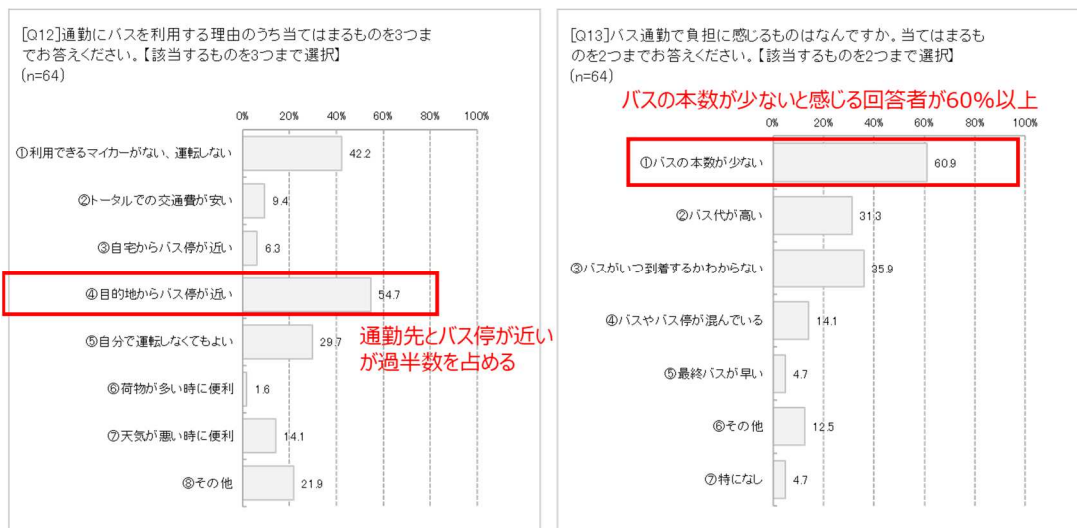 [Q12]通勤にバスを利用する理由のうち当てはまるものを3つま
でお答えください。【該当するものを3つまで選択】
(n=64)
0% 20% 40% 60% 80% 100%
①利用できるマイカーがない、運転しない 42.2
②トータルでの交通費が安い 9.4
③自宅からバス停が近い 6.3
④目的地からバス停が近い 54.7
⑤自分で運転しなくてもよい 29.7
⑥荷物が多い時に便利 1.6
⑦天気が悪い時に便利 14.1
⑧その他 21.9
通勤先とバス停が近い
が過半数を占める
[Q13]バス通勤で負担に感じるものはなんですか。当てはまるも
のを2つまでお答えください。【該当するものを2つまで選択】
(n=64)
バスの本数が少ないと感じる回答者が60%以上
0% 20% 40% 60% 80% 100%
①バスの本数が少ない 60.9
②バス代が高い 31.3
③バスがいつ到着するかわからない 35.9
④バスやバス停が混んでいる 14.1
⑤最終バスが早い 4.7
⑥その他 12.5
⑦特になし 4.7